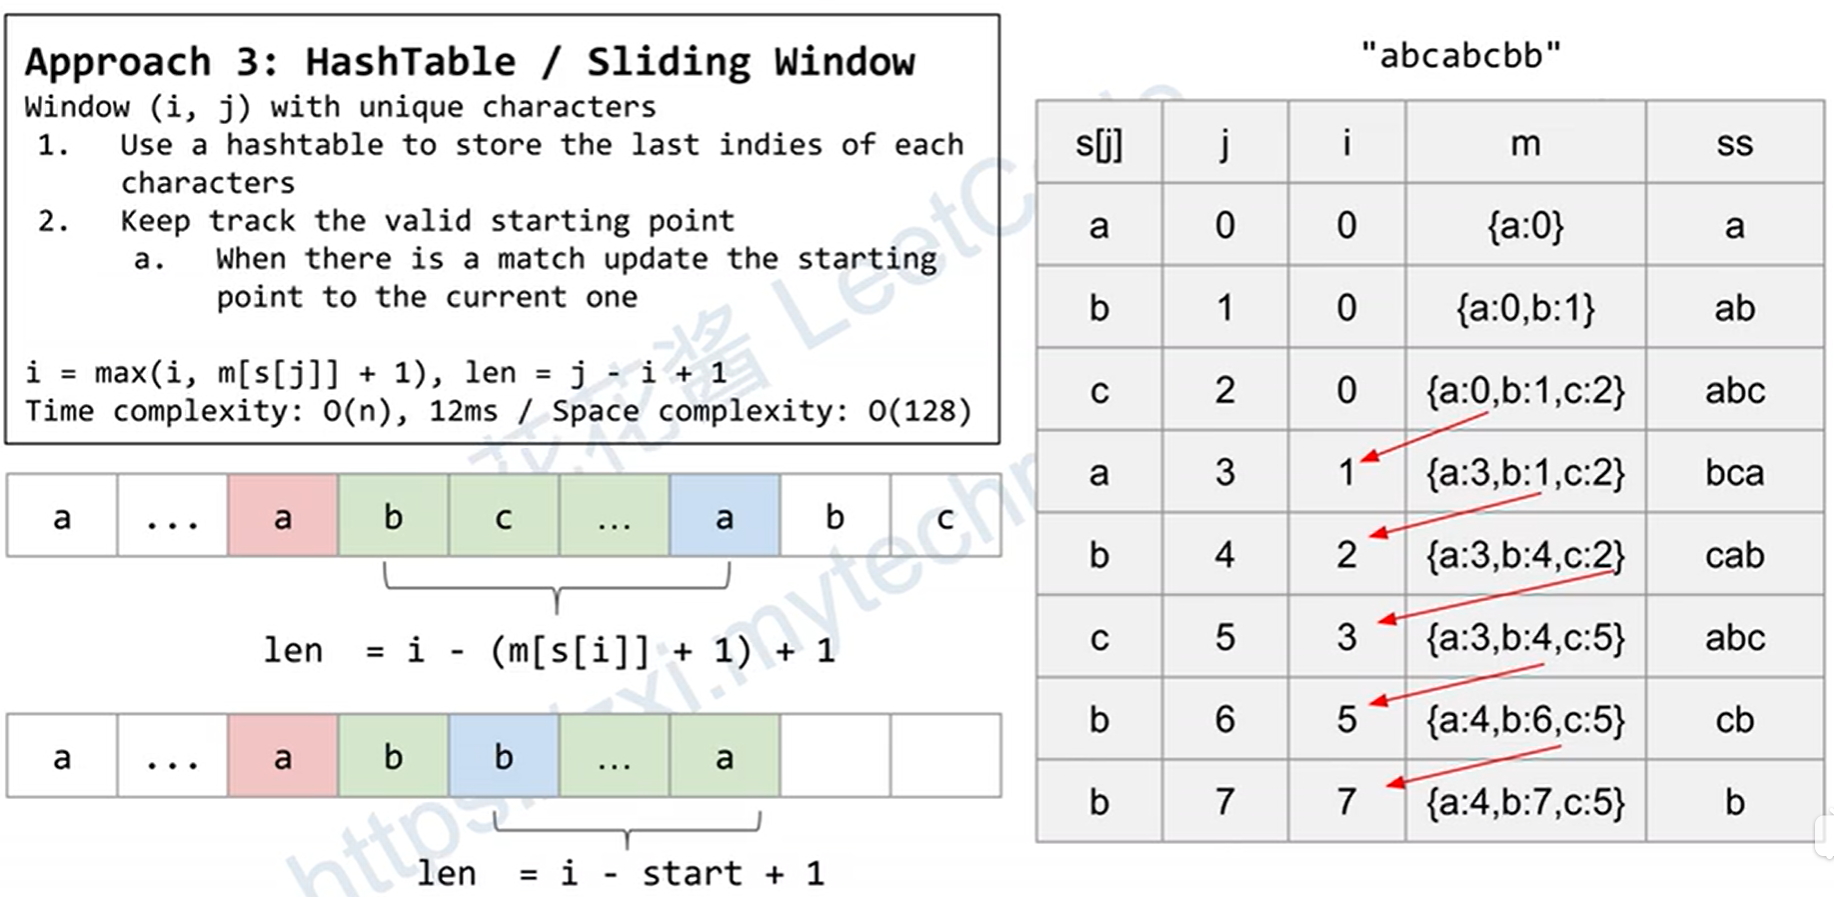 Approach 3: HashTable / Sliding Window
Window (i, j) with unique characters
1. Use a hashtable to store the last indies of each
characters
2. Keep track the valid starting point
a. When there is a match update the starting
point to the current one
i = max(i, m[s[j]] + 1), len = j - i + 1
Time complexity: O(n), 12ms / Space complexity: O(128)
a ... a b c ... a b c
len = i - (m[s[i]] + 1) + 1
a ... a b b ... a
len = i - start + 1
"abcabcbb"
s[j] j i m ss
a 0 0 {a:0} a
b 1 0 {a:0,b:1} ab
c 2 0 {a:0,b:1,c:2} abc
a 3 1 {a:3,b:1,c:2} bca
b 4 2 {a:3,b:4,c:2} cab
c 5 3 {a:3,b:4,c:5} abc
b 6 5 {a:4,b:6,c:5} cb
b 7 7 {a:4,b:7,c:5} b
花花酱 LeetC